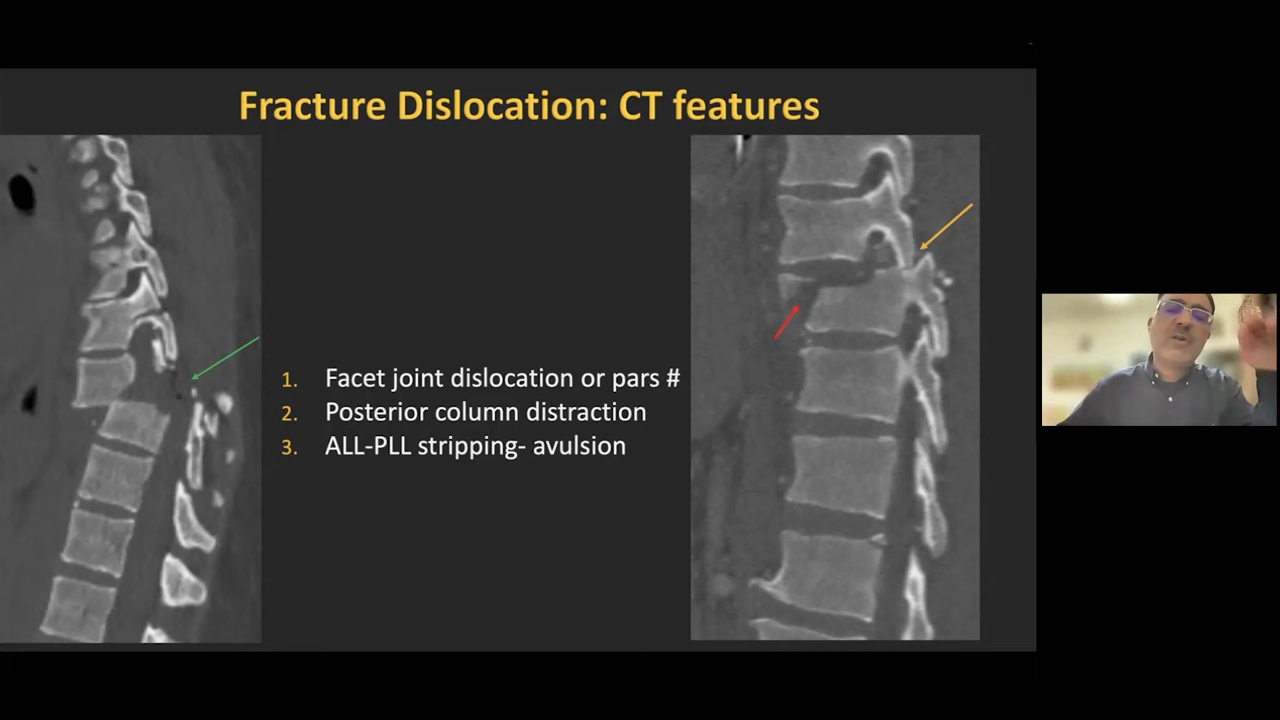 Fracture Dislocation: CT features
1. Facet joint dislocation or pars #
2. Posterior column distraction
3. ALL-PLL stripping- avulsion